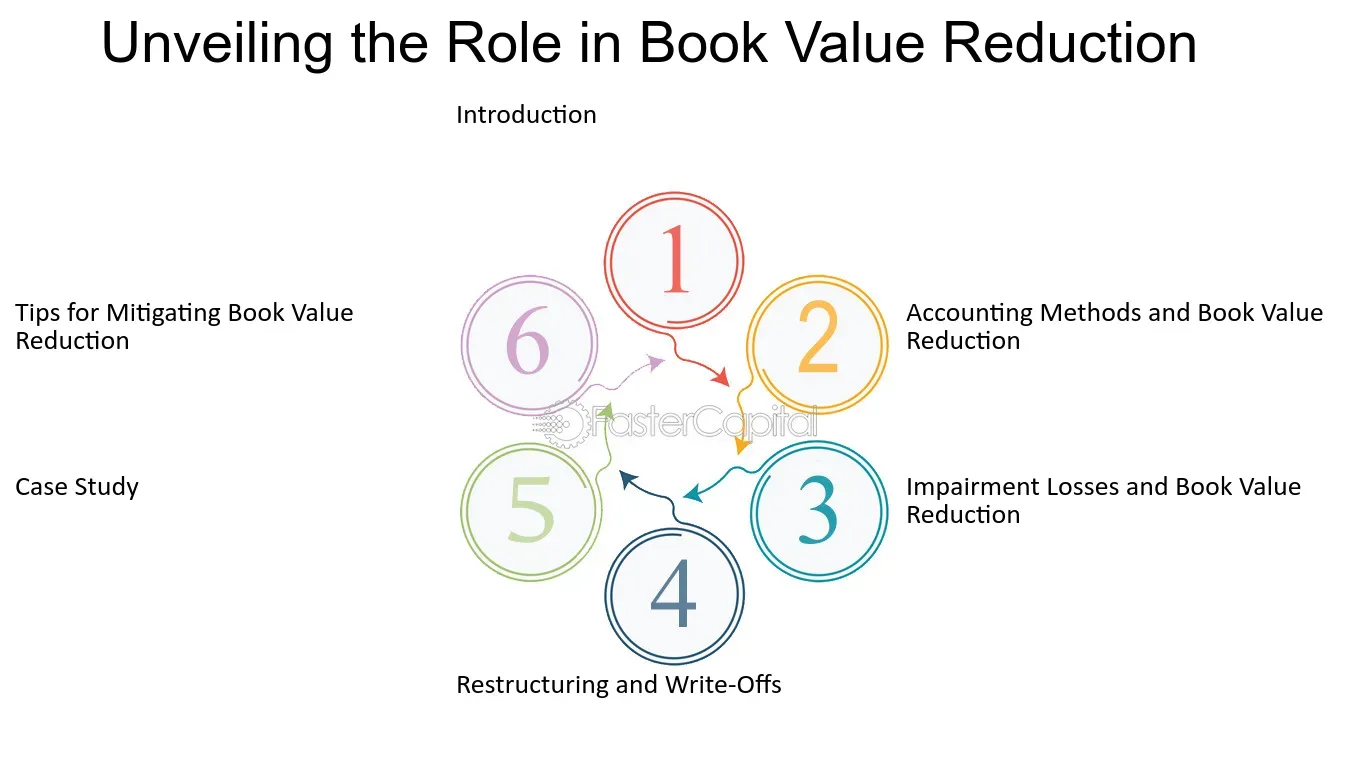 Unveiling the Role in Book Value Reduction
Introduction
1
2
Accounting Methods and Book Value
Reduction
3
Impairment Losses and Book Value
Reduction
4
Restructuring and Write-Offs
5
Case Study
6
Tips for Mitigating Book Value
Reduction
FasterCapital